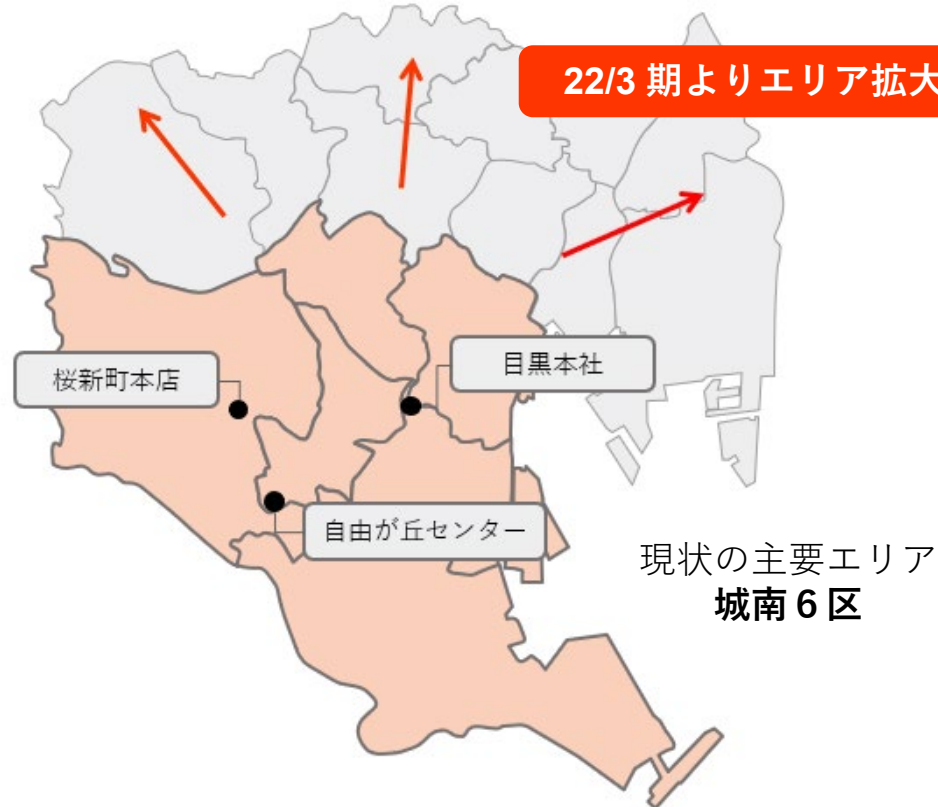 22/3 期よりエリア拡大
桜新町本店
目黒本社
自由が丘センター
現状の主要エリア
城南６区